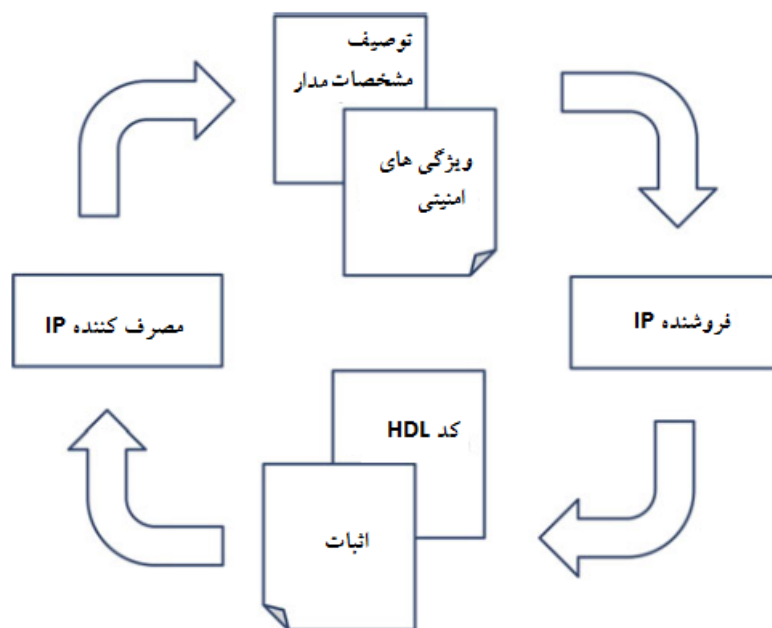 توصیف
مشخصات مدار
ویژگی های
امنیتی
فروشنده IP
مصرف کننده IP
کد HDL
اثبات